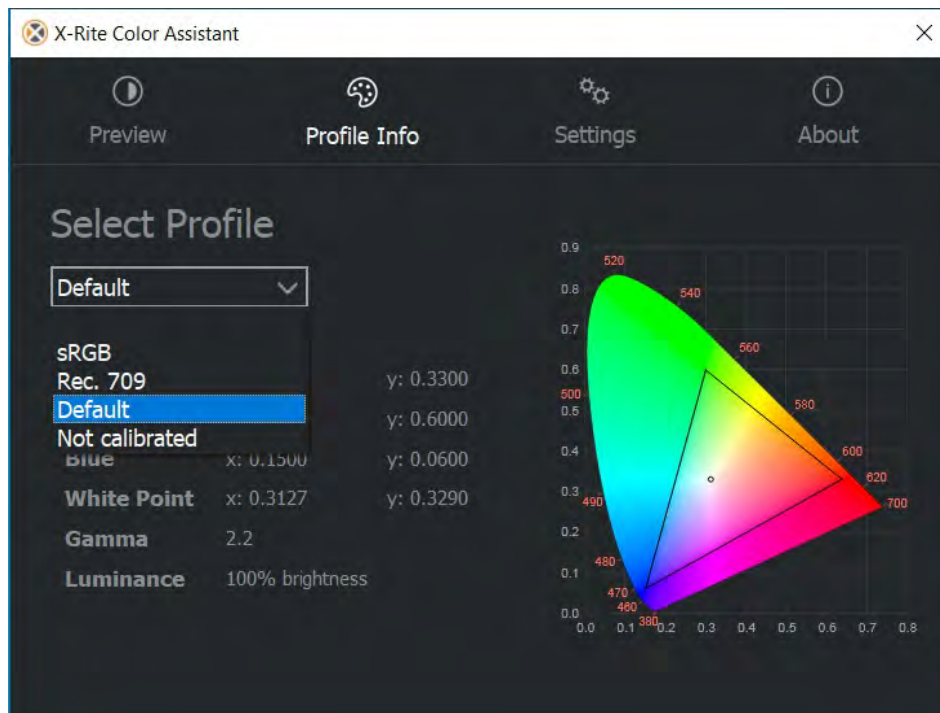 X-Rite Color Assistant
Preview
Profile Info
Settings
About
Select Profile
Default
sRGB
Rec. 709
Default
Not calibrated
y: 0.3300
y: 0.6000
Blue x: 0.1500 y: 0.0600
White Point x: 0.3127 y: 0.3290
Gamma 2.2
Luminance 100% brightness
0.9
520
0.8
540
0.7
560
0.6
500
580
0.5
0.4
600
620
0.3
490
700
0.2
480
0.1
470
460
380
0.0
0.0 0.1 0.2 0.3 0.4 0.5 0.6 0.7 0.8